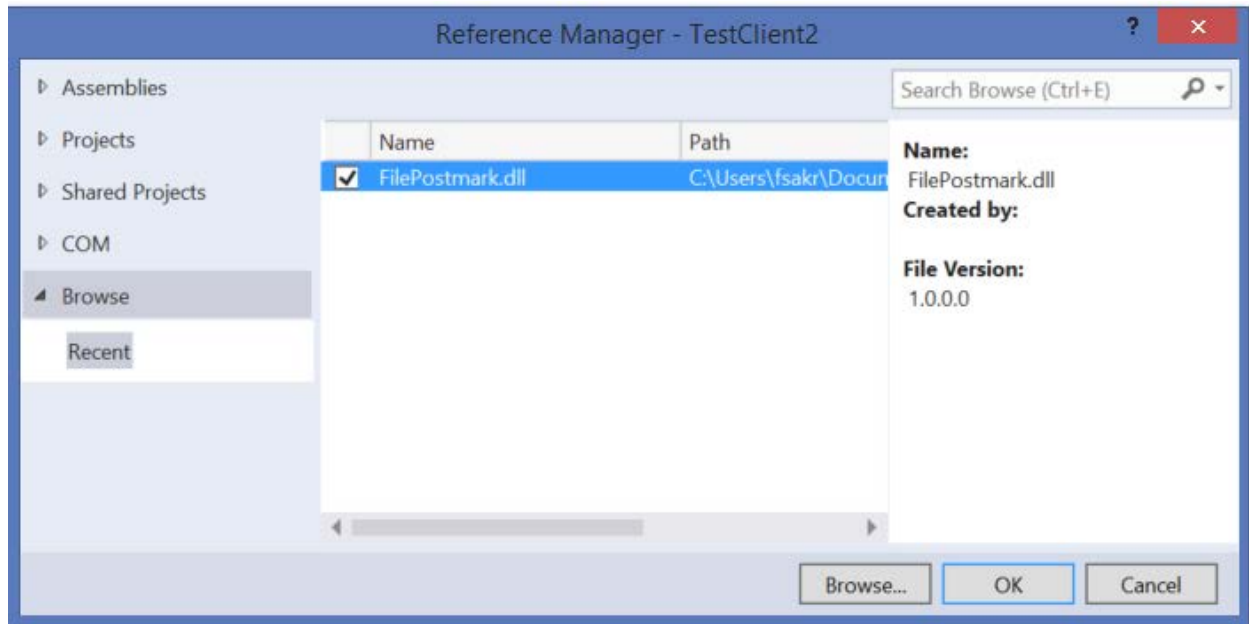 Reference Manager - TestClient2
?
Assemblies
Projects
Shared Projects
COM
Browse
Recent
Name Path
FilePostmark.dll C:\Users\fsakr\Docun
Search Browse (Ctrl+E)
Name:
FilePostmark.dll
Created by:
File Version:
1.0.0.0
Browse... OK Cancel